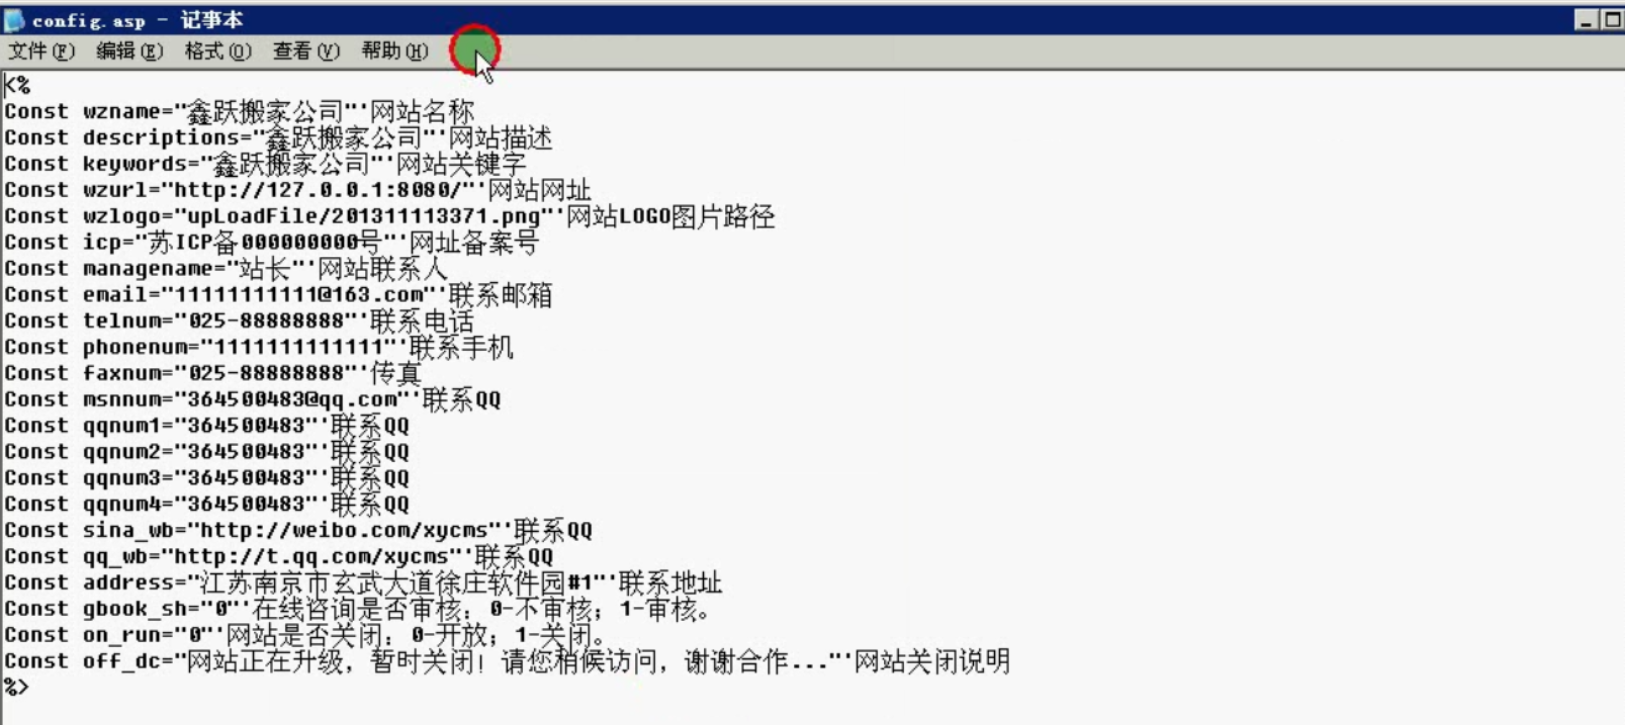 config.asp - 记事本
文件(F) 编辑(E) 格式(O) 查看(V) 帮助(H)
<%
Const wzname="鑫跃搬家公司"'网站名称
Const descriptions="鑫跃搬家公司"'网站描述
Const keywords="鑫跃搬家公司"'网站关键字
Const wzurl="http://127.0.0.1:8080/"'网站网址
Const wzlogo="upLoadFile/201311113371.png"'网站LOGO图片路径
Const icp="苏ICP备000000000号"'网址备案号
Const managename="站长"'网站联系人
Const email="11111111111@163.com"'联系邮箱
Const telnum="025-88888888"'联系电话
Const phonenum="1111111111111"'联系手机
Const faxnum="025-88888888"'传真
Const msnnum="364500483@qq.com"'联系QQ
Const qqnum1="364500483"'联系QQ
Const qqnum2="364500483"'联系QQ
Const qqnum3="364500483"'联系QQ
Const qqnum4="364500483"'联系QQ
Const sina_wb="http://weibo.com/xycms"'联系QQ
Const qq_wb="http://t.qq.com/xycms"'联系QQ
Const address="江苏南京市玄武大道徐庄软件园#1"'联系地址
Const gbook_sh="0"'在线咨询是否审核；0-不审核；1-审核。
Const on_run="0"'网站是否关闭；0-开放；1-关闭。
Const off_dc="网站正在升级，暂时关闭！请您稍候访问，谢谢合作..."'网站关闭说明
%>